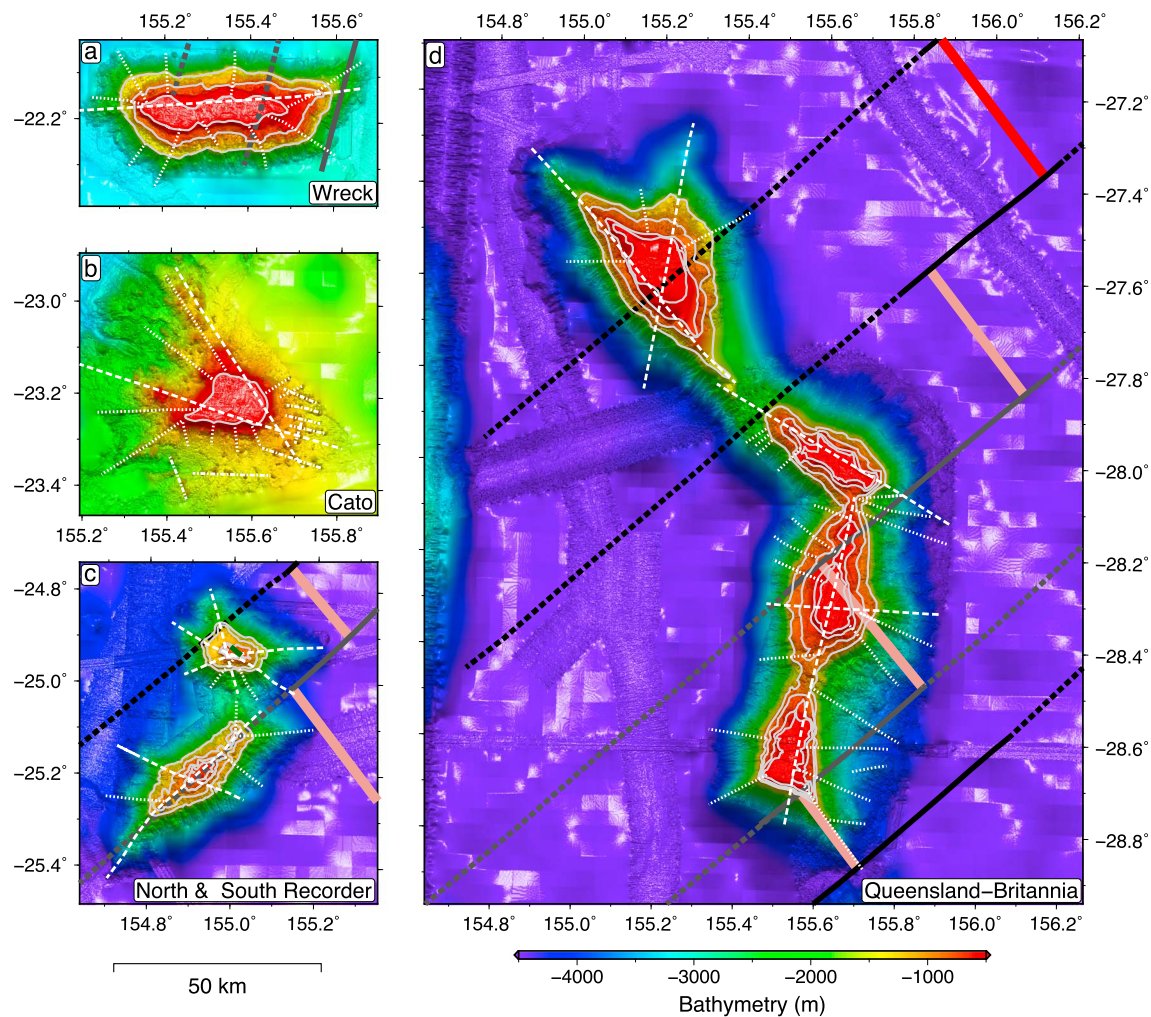 155.2° 155.4° 155.6°
154.8° 155.0° 155.2° 155.4° 155.6° 155.8° 156.0° 156.2°
a
−22.2°
Wreck
b
−23.0°
−23.2°
−23.4°
Cato
155.2° 155.4° 155.6° 155.8°
c
−24.8°
−25.0°
−25.2°
−25.4°
North & South Recorder
154.8° 155.0° 155.2°
50 km
d
−27.2°
−27.4°
−27.6°
−27.8°
−28.0°
−28.2°
−28.4°
−28.6°
−28.8°
Queensland−Britannia
154.8° 155.0° 155.2° 155.4° 155.6° 155.8° 156.0° 156.2°
−4000 −3000 −2000 −1000
Bathymetry (m)